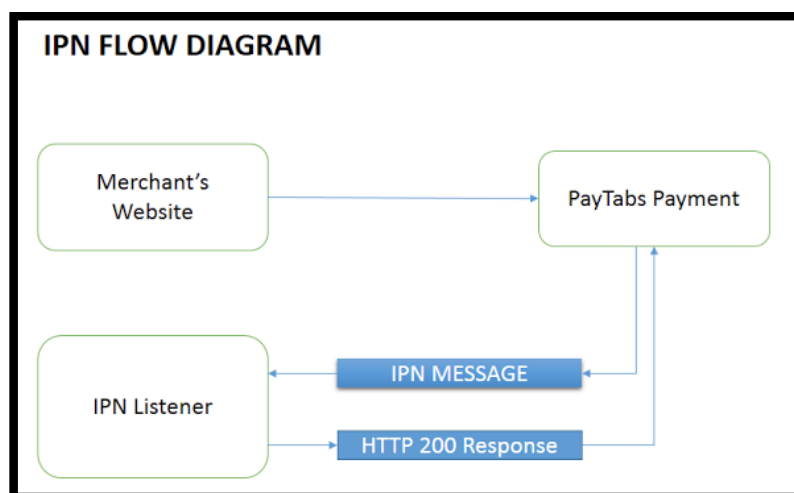 IPN FLOW DIAGRAM
Merchant's
Website
PayTabs Payment
IPN MESSAGE
IPN Listener
HTTP 200 Response